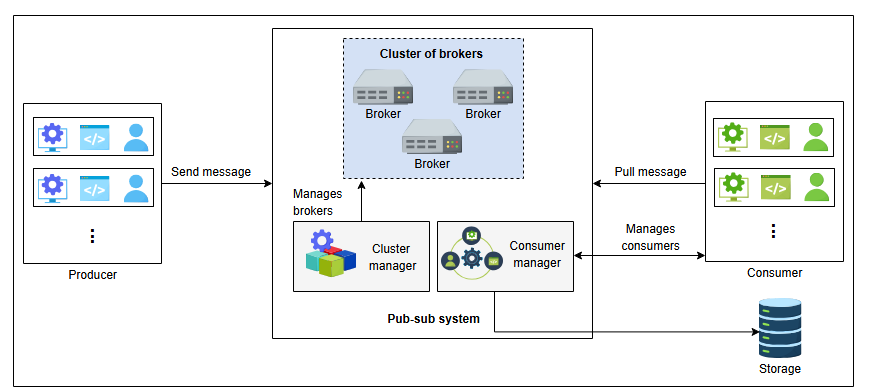 Cluster of brokers
Broker
Broker
Broker
Send message
Pull message
Manages
brokers
Cluster
manager
Consumer
manager
Manages
consumers
Producer
Consumer
Pub-sub system
Storage